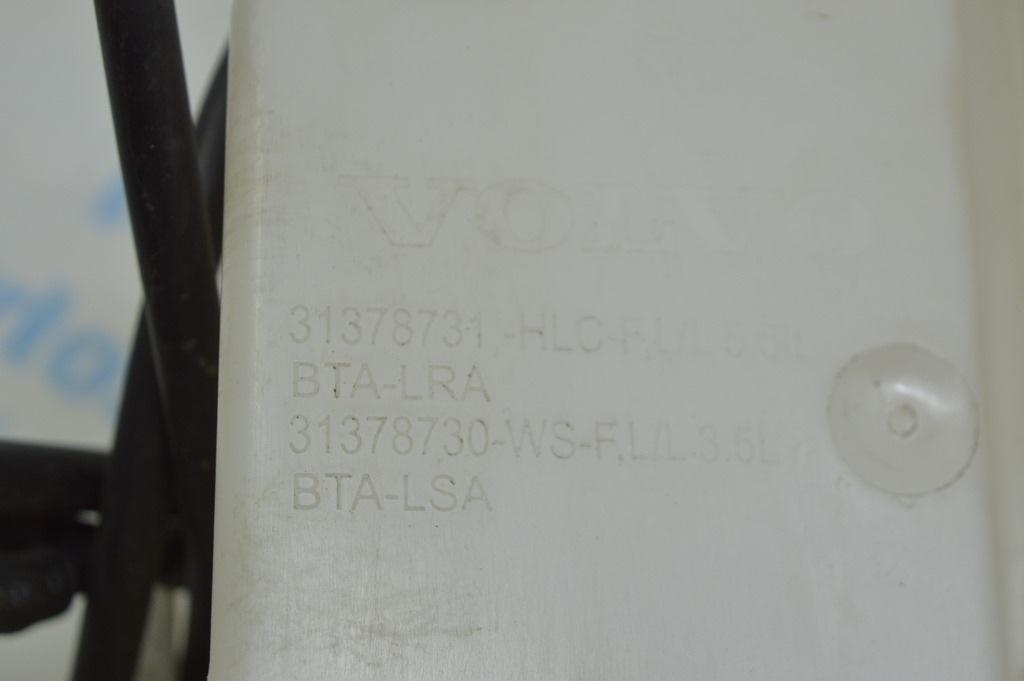 VOLVO
31378731-HLC-F,L/L 5.5L
BTA-LRA
31378730-WS-F,L/L 3.5L
BTA-LSA